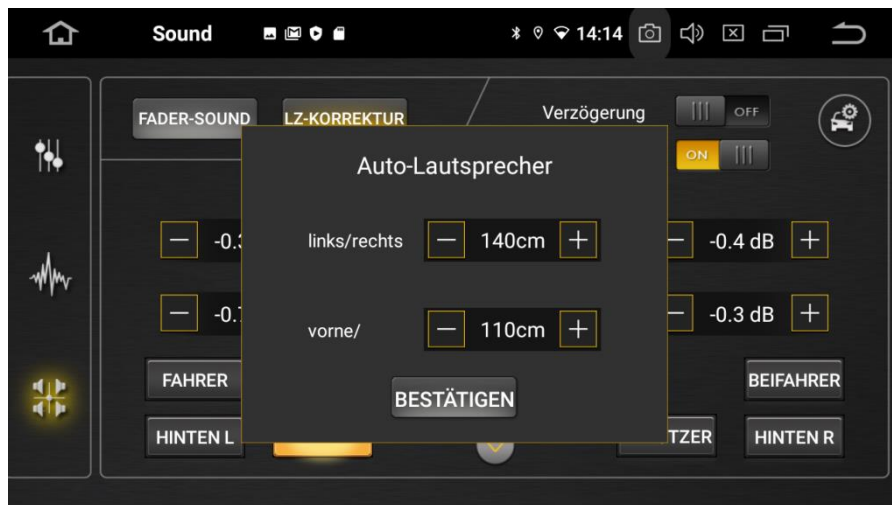 Sound
14:14
FADER-SOUND
LZ-KORREKTUR
Verzögerung
OFF
ON
Auto-Lautsprecher
links/rechts
140cm
-0.4 dB
vorne/
110cm
-0.3 dB
FAHRER
BESTÄTIGEN
BEIFAHRER
HINTEN L
HINTEN R